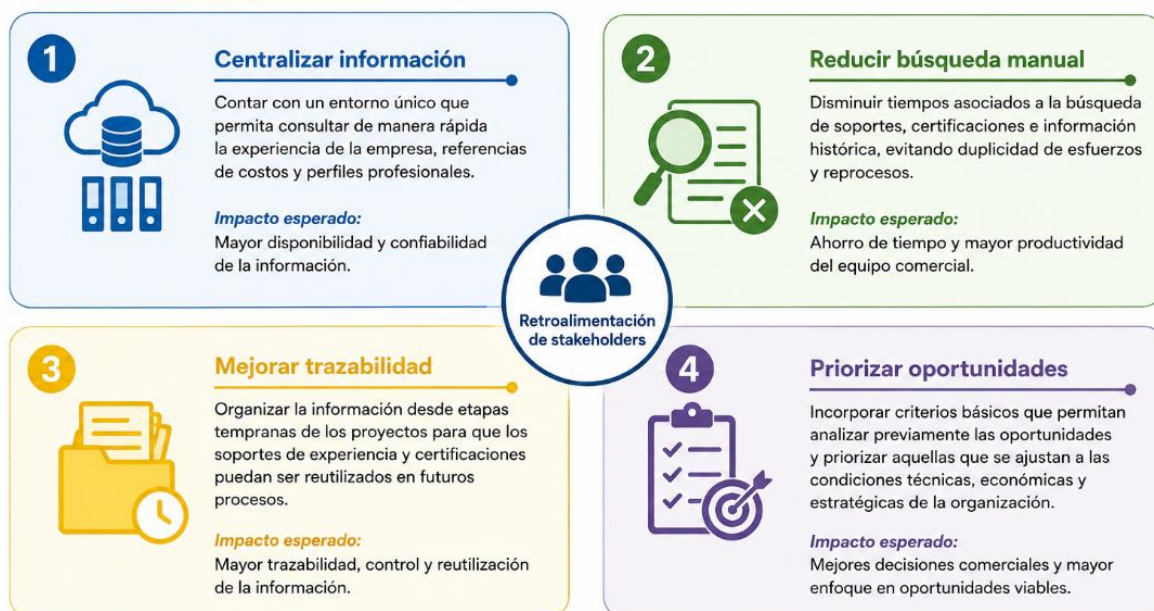 1
Centralizar información
Contar con un entorno único que
permita consultar de manera rápida
la experiencia de la empresa, referencias
de costos y perfiles profesionales.
Impacto esperado:
Mayor disponibilidad y confiabilidad
de la información.
2
Reducir búsqueda manual
Disminuir tiempos asociados a la búsqueda
de soportes, certificaciones e información
histórica, evitando duplicidad de esfuerzos
y reprocesos.
Impacto esperado:
Ahorro de tiempo y mayor productividad
del equipo comercial.
Retroalimentación
de stakeholders
3
Mejorar trazabilidad
Organizar la información desde etapas
tempranas de los proyectos para que los
soportes de experiencia y certificaciones
puedan ser reutilizados en futuros
procesos.
Impacto esperado:
Mayor trazabilidad, control y reutilización
de la información.
4
Priorizar oportunidades
Incorporar criterios básicos que permitan
analizar previamente las oportunidades
y priorizar aquellas que se ajustan a las
condiciones técnicas, económicas y
estratégicas de la organización.
Impacto esperado:
Mejores decisiones comerciales y mayor
enfoque en oportunidades viables.